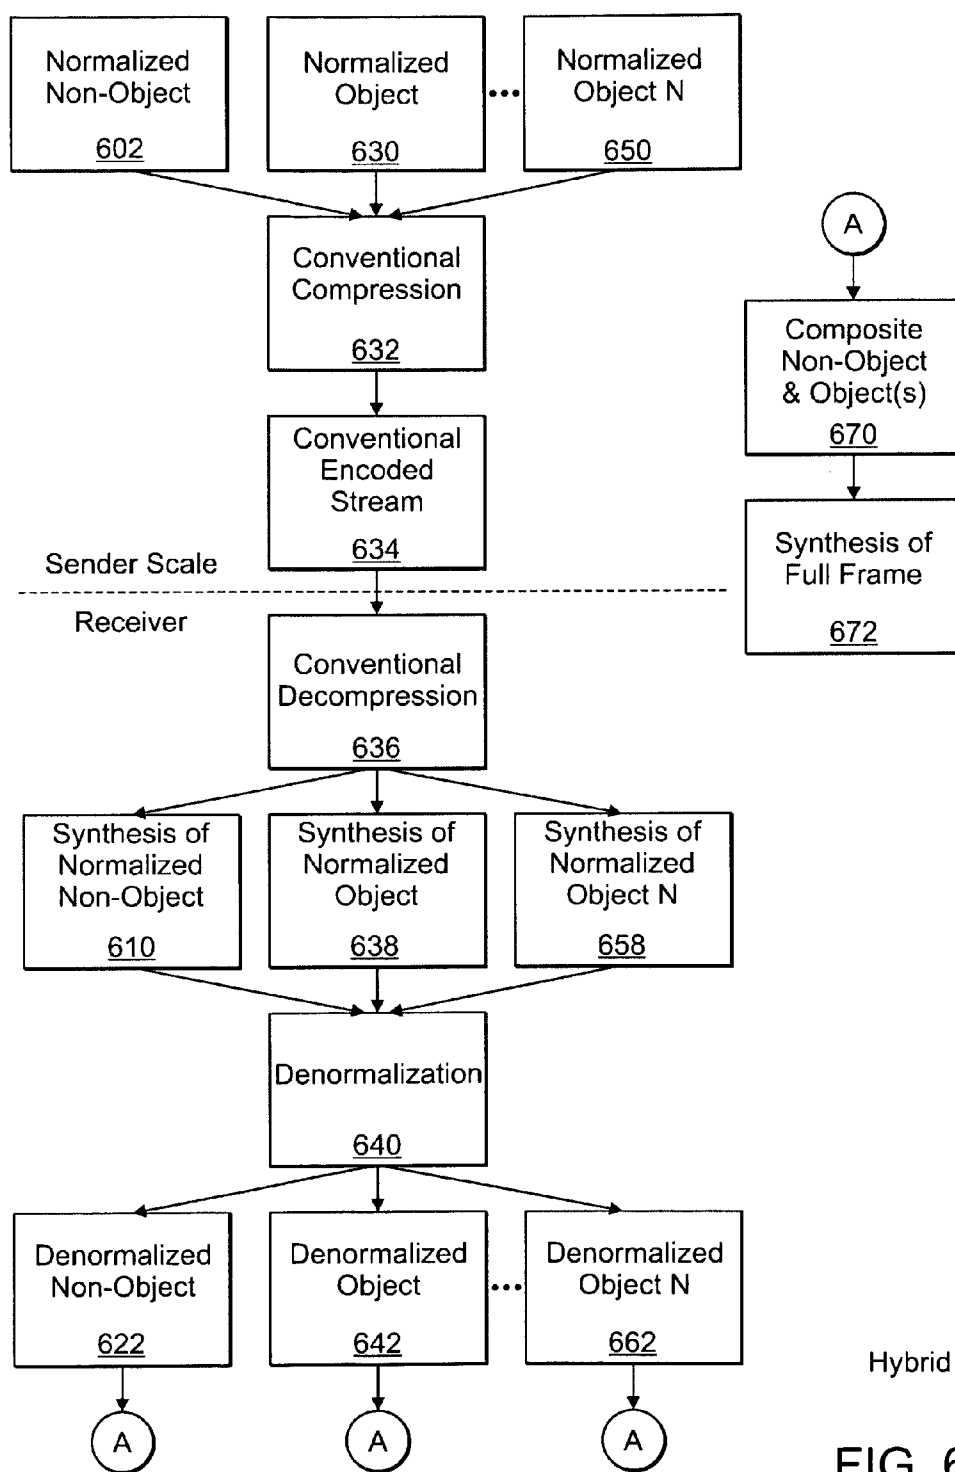 Normalized
Non-Object
602
Normalized
Object
630
•••
Normalized
Object N
650
Conventional
Compression
632
Conventional
Encoded
Stream
634
Sender Scale
Receiver
Conventional
Decompression
636
Synthesis of
Normalized
Non-Object
610
Synthesis of
Normalized
Object
638
Synthesis of
Normalized
Object N
658
Denormalization
640
Denormalized
Non-Object
622
Denormalized
Object
642
•••
Denormalized
Object N
662
A
A
A
A
Composite
Non-Object
& Object(s)
670
Synthesis of
Full Frame
672
Hybrid
FIG. 6